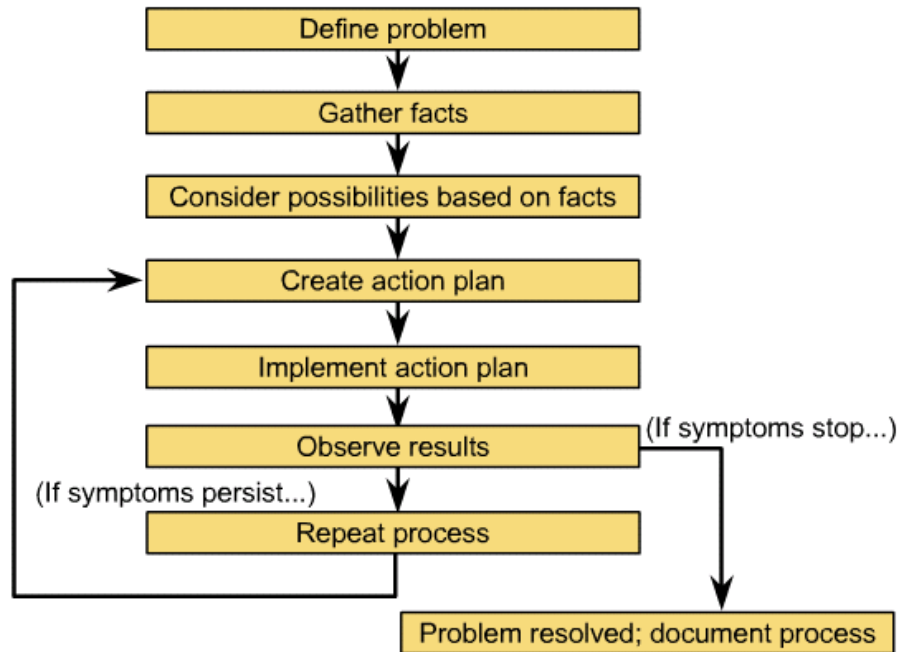 Define problem
Gather facts
Consider possibilities based on facts
Create action plan
Implement action plan
Observe results
(If symptoms stop...)
(If symptoms persist...)
Repeat process
Problem resolved; document process